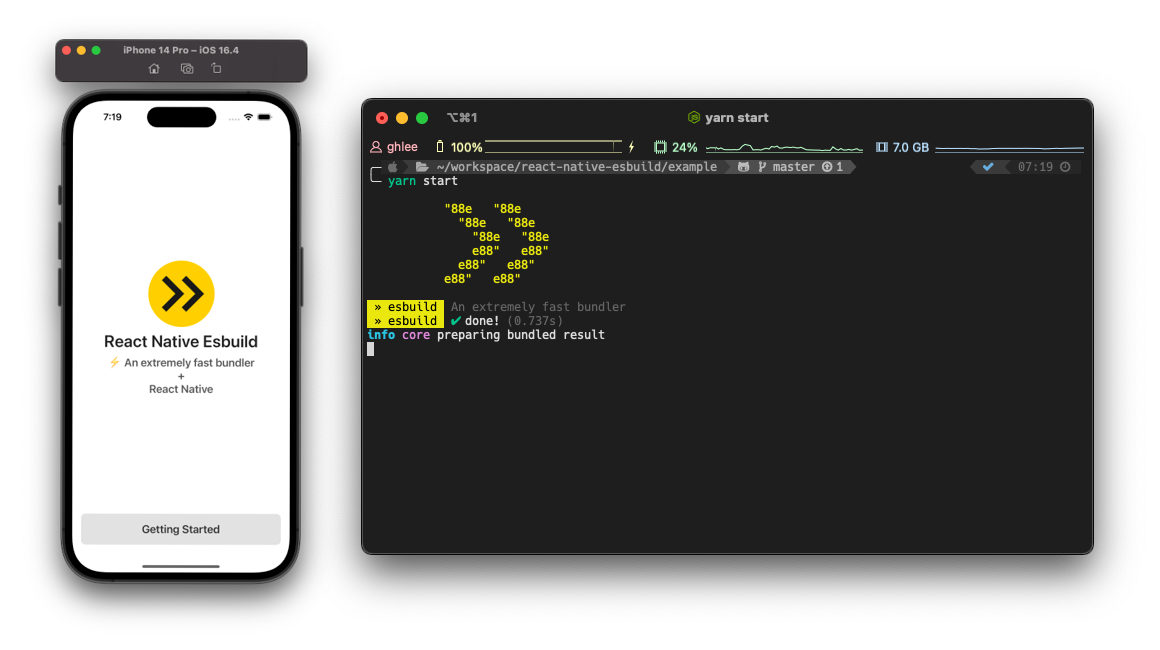 iPhone 14 Pro – iOS 16.4
7:19
React Native Esbuild
⚡ An extremely fast bundler
+
React Native
Getting Started
⌥⌘1
yarn start
ghlee 100% 24% 7.0 GB
~/workspace/react-native-esbuild/example master 1 07:19
yarn start
"88e   "88e
"88e   "88e
"88e   "88e
e88"   e88"
e88"   e88"
e88"   e88"
» esbuild An extremely fast bundler
» esbuild ✔ done! (0.737s)
info core preparing bundled result